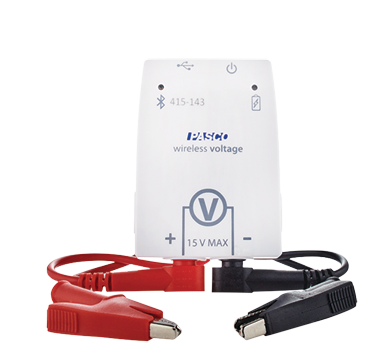 415-143
PASCO
wireless voltage
V
+ 15 V MAX -